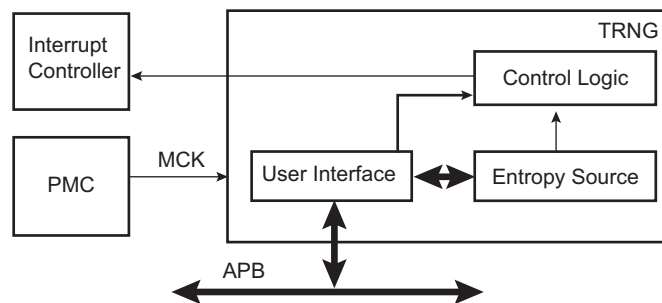 TRNG
Interrupt
Controller
Control Logic
MCK
PMC
User Interface
Entropy Source
APB